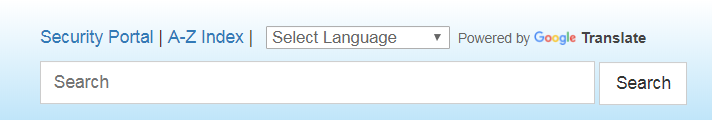 Security Portal | A-Z Index | Select Language ▼ Powered by Google Translate
Search Search